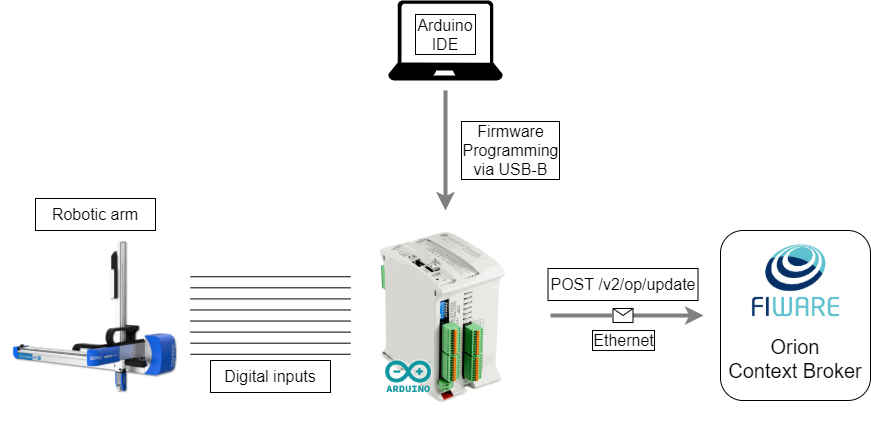 Arduino
IDE
Firmware
Programming
via USB-B
Robotic arm
Digital inputs
ARDUINO
POST /v2/op/update
Ethernet
FIWARE
Orion
Context Broker